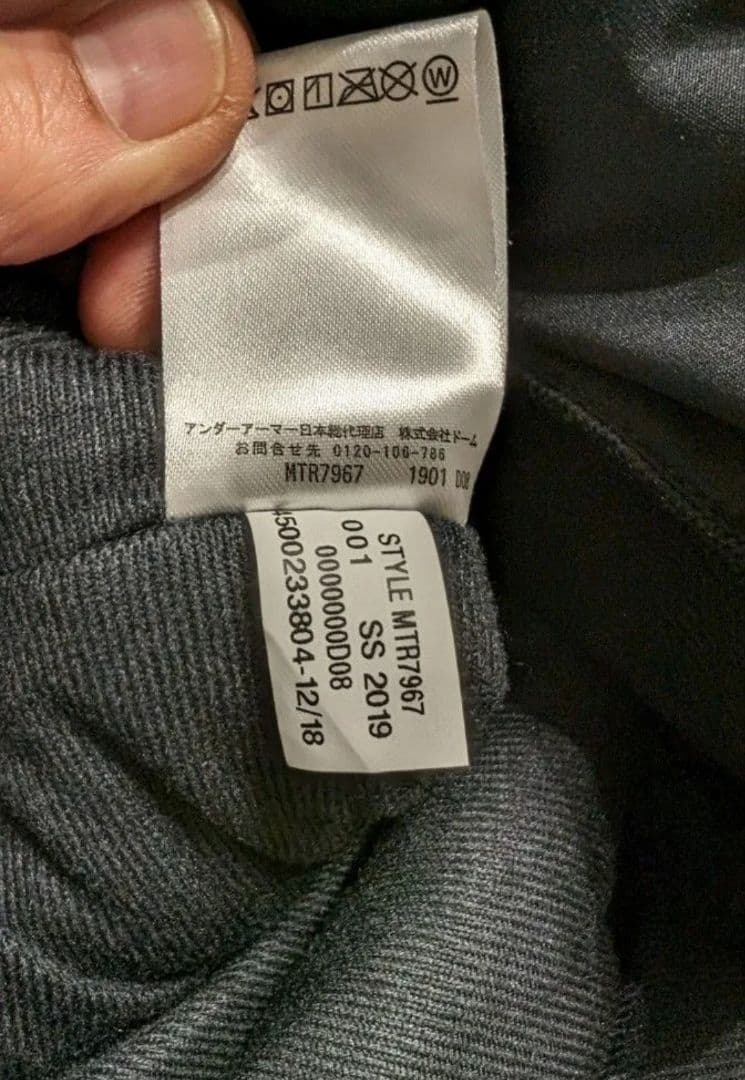 W
アンダーアーマー日本総代理店 株式会社ドーム
お問合せ先 0120-106-786
MTR7967 1901 D08
STYLE MTR7967
001 SS 2019
0000000D08
4500233804-12/18